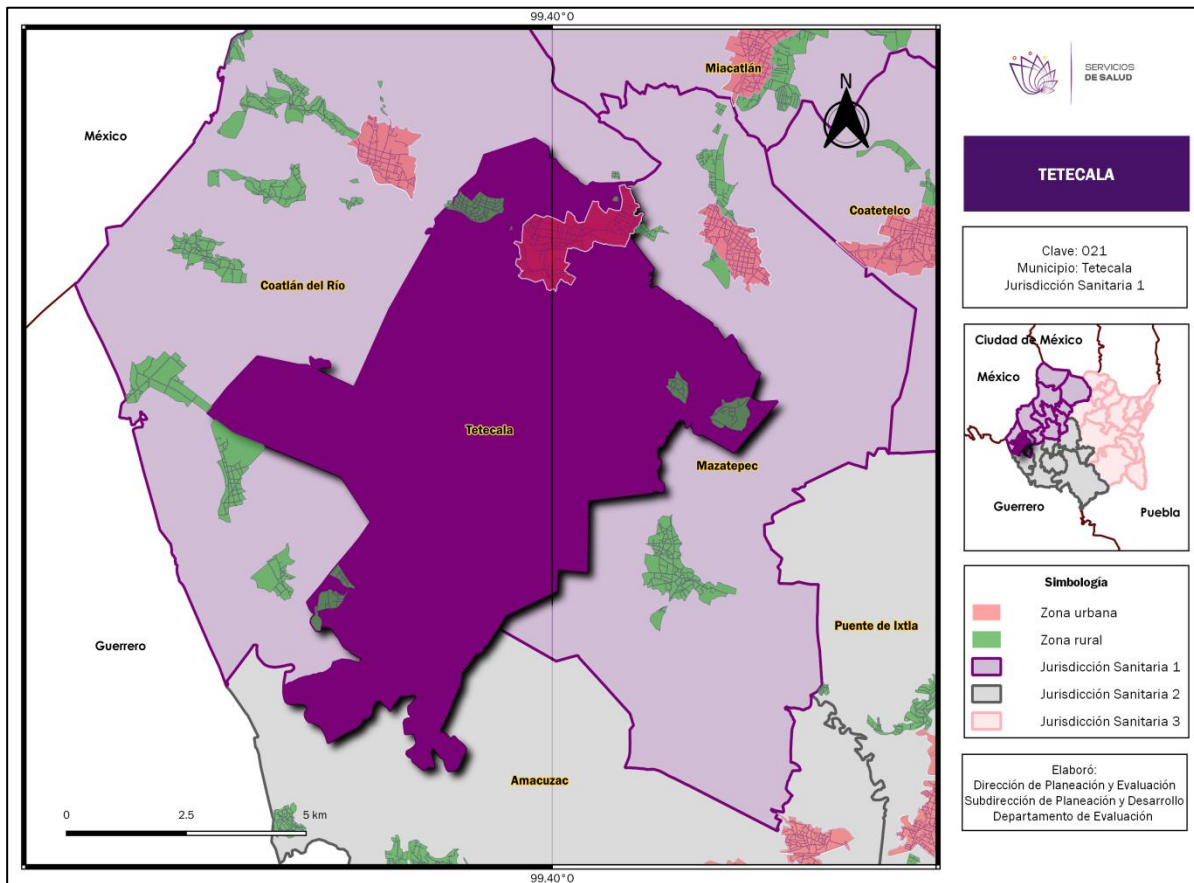 99.40°O
México
Miacatlán
N
Coatetelco
Coatlán del Río
Tetecala
Mazatepec
Puente de Ixtla
Guerrero
Amacuzac
0 2.5 5 km
99.40°O
SERVICIOS
DE SALUD
TETECALA
Clave: 021
Municipio: Tetecala
Jurisdicción Sanitaria 1
Ciudad de México
México
Guerrero
Puebla
Simbología
Zona urbana
Zona rural
Jurisdicción Sanitaria 1
Jurisdicción Sanitaria 2
Jurisdicción Sanitaria 3
Elaboró:
Dirección de Planeación y Evaluación
Subdirección de Planeación y Desarrollo
Departamento de Evaluación